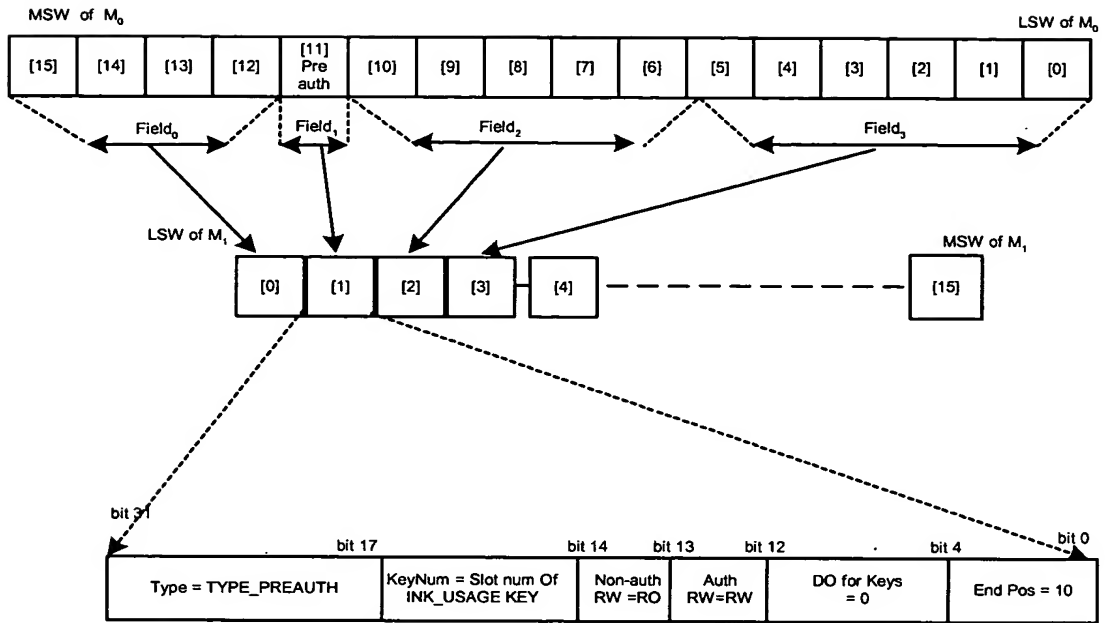 MSW of M₀ LSW of M₀
[15] [14] [13] [12] [11] Pre auth [10] [9] [8] [7] [6] [5] [4] [3] [2] [1] [0]
Field₀ Field₁ Field₂ Field₃
LSW of M₁ MSW of M₁
[0] [1] [2] [3] [4] [15]
bit 31 bit 17 bit 14 bit 13 bit 12 bit 4 bit 0
Type = TYPE_PREAUTH
KeyNum = Slot num Of
INK_USAGE KEY
Non-auth
RW =RO
Auth
RW=RW
DO for Keys
= 0
End Pos = 10